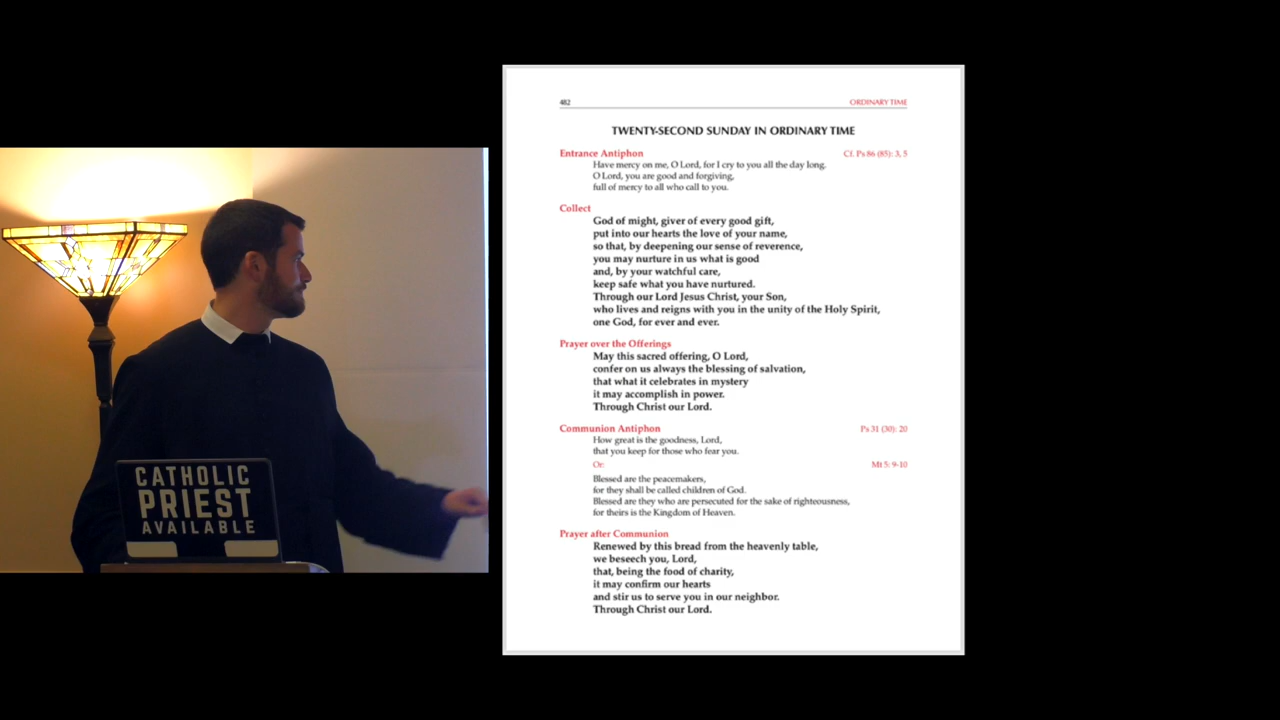 CATHOLIC
PRIEST
AVAILABLE
482 ORDINARY TIME
TWENTY-SECOND SUNDAY IN ORDINARY TIME
Entrance Antiphon Cf. Ps 86 (85): 3, 5
Have mercy on me, O Lord, for I cry to you all the day long.
O Lord, you are good and forgiving,
full of mercy to all who call to you.
Collect
God of might, giver of every good gift,
put into our hearts the love of your name,
so that, by deepening our sense of reverence,
you may nurture in us what is good
and, by your watchful care,
keep safe what you have nurtured.
Through our Lord Jesus Christ, your Son,
who lives and reigns with you in the unity of the Holy Spirit,
one God, for ever and ever.
Prayer over the Offerings
May this sacred offering, O Lord,
confer on us always the blessing of salvation,
that what it celebrates in mystery
it may accomplish in power.
Through Christ our Lord.
Communion Antiphon Ps 31 (30): 20
How great is the goodness, Lord,
that you keep for those who fear you.
Or: Mt 5: 9-10
Blessed are the peacemakers,
for they shall be called children of God.
Blessed are they who are persecuted for the sake of righteousness,
for theirs is the Kingdom of Heaven.
Prayer after Communion
Renewed by this bread from the heavenly table,
we beseech you, Lord,
that, being the food of charity,
it may confirm our hearts
and stir us to serve you in our neighbor.
Through Christ our Lord.